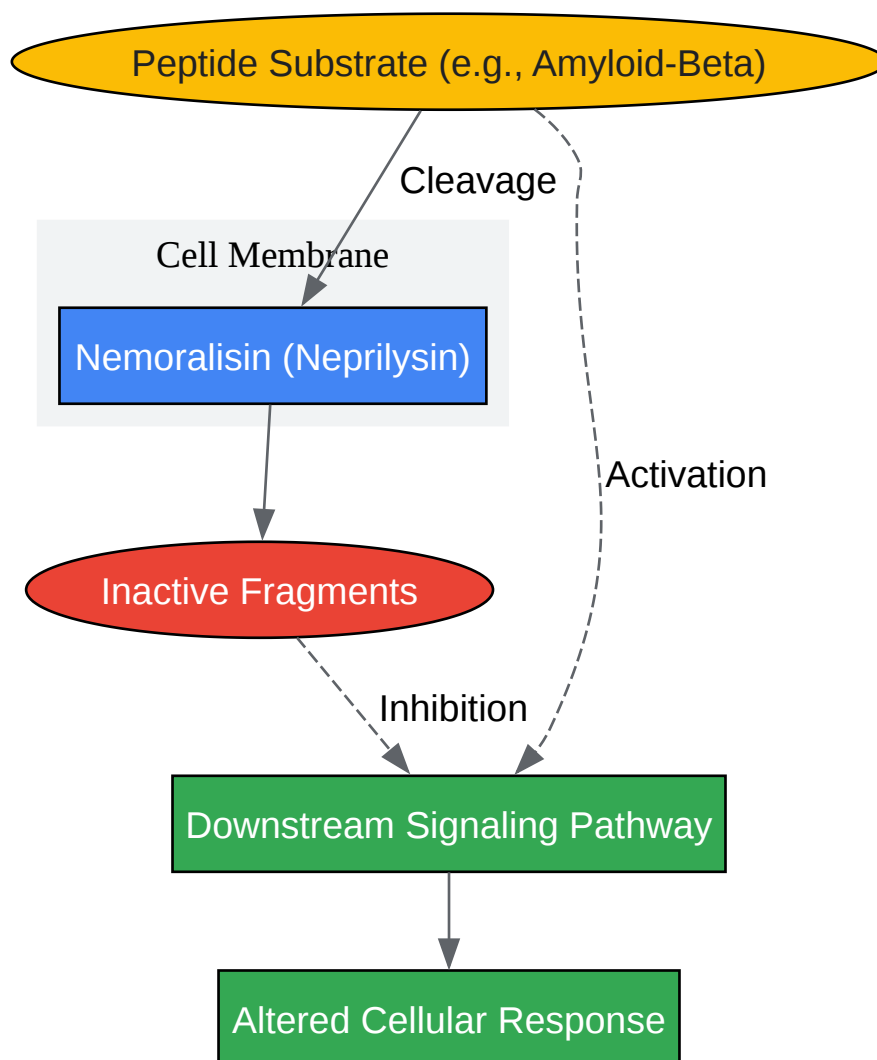 Peptide Substrate (e.g., Amyloid-Beta)
Cleavage
Cell Membrane
Nemoralisin (Neprilysin)
Activation
Inactive Fragments
Inhibition
Downstream Signaling Pathway
Altered Cellular Response